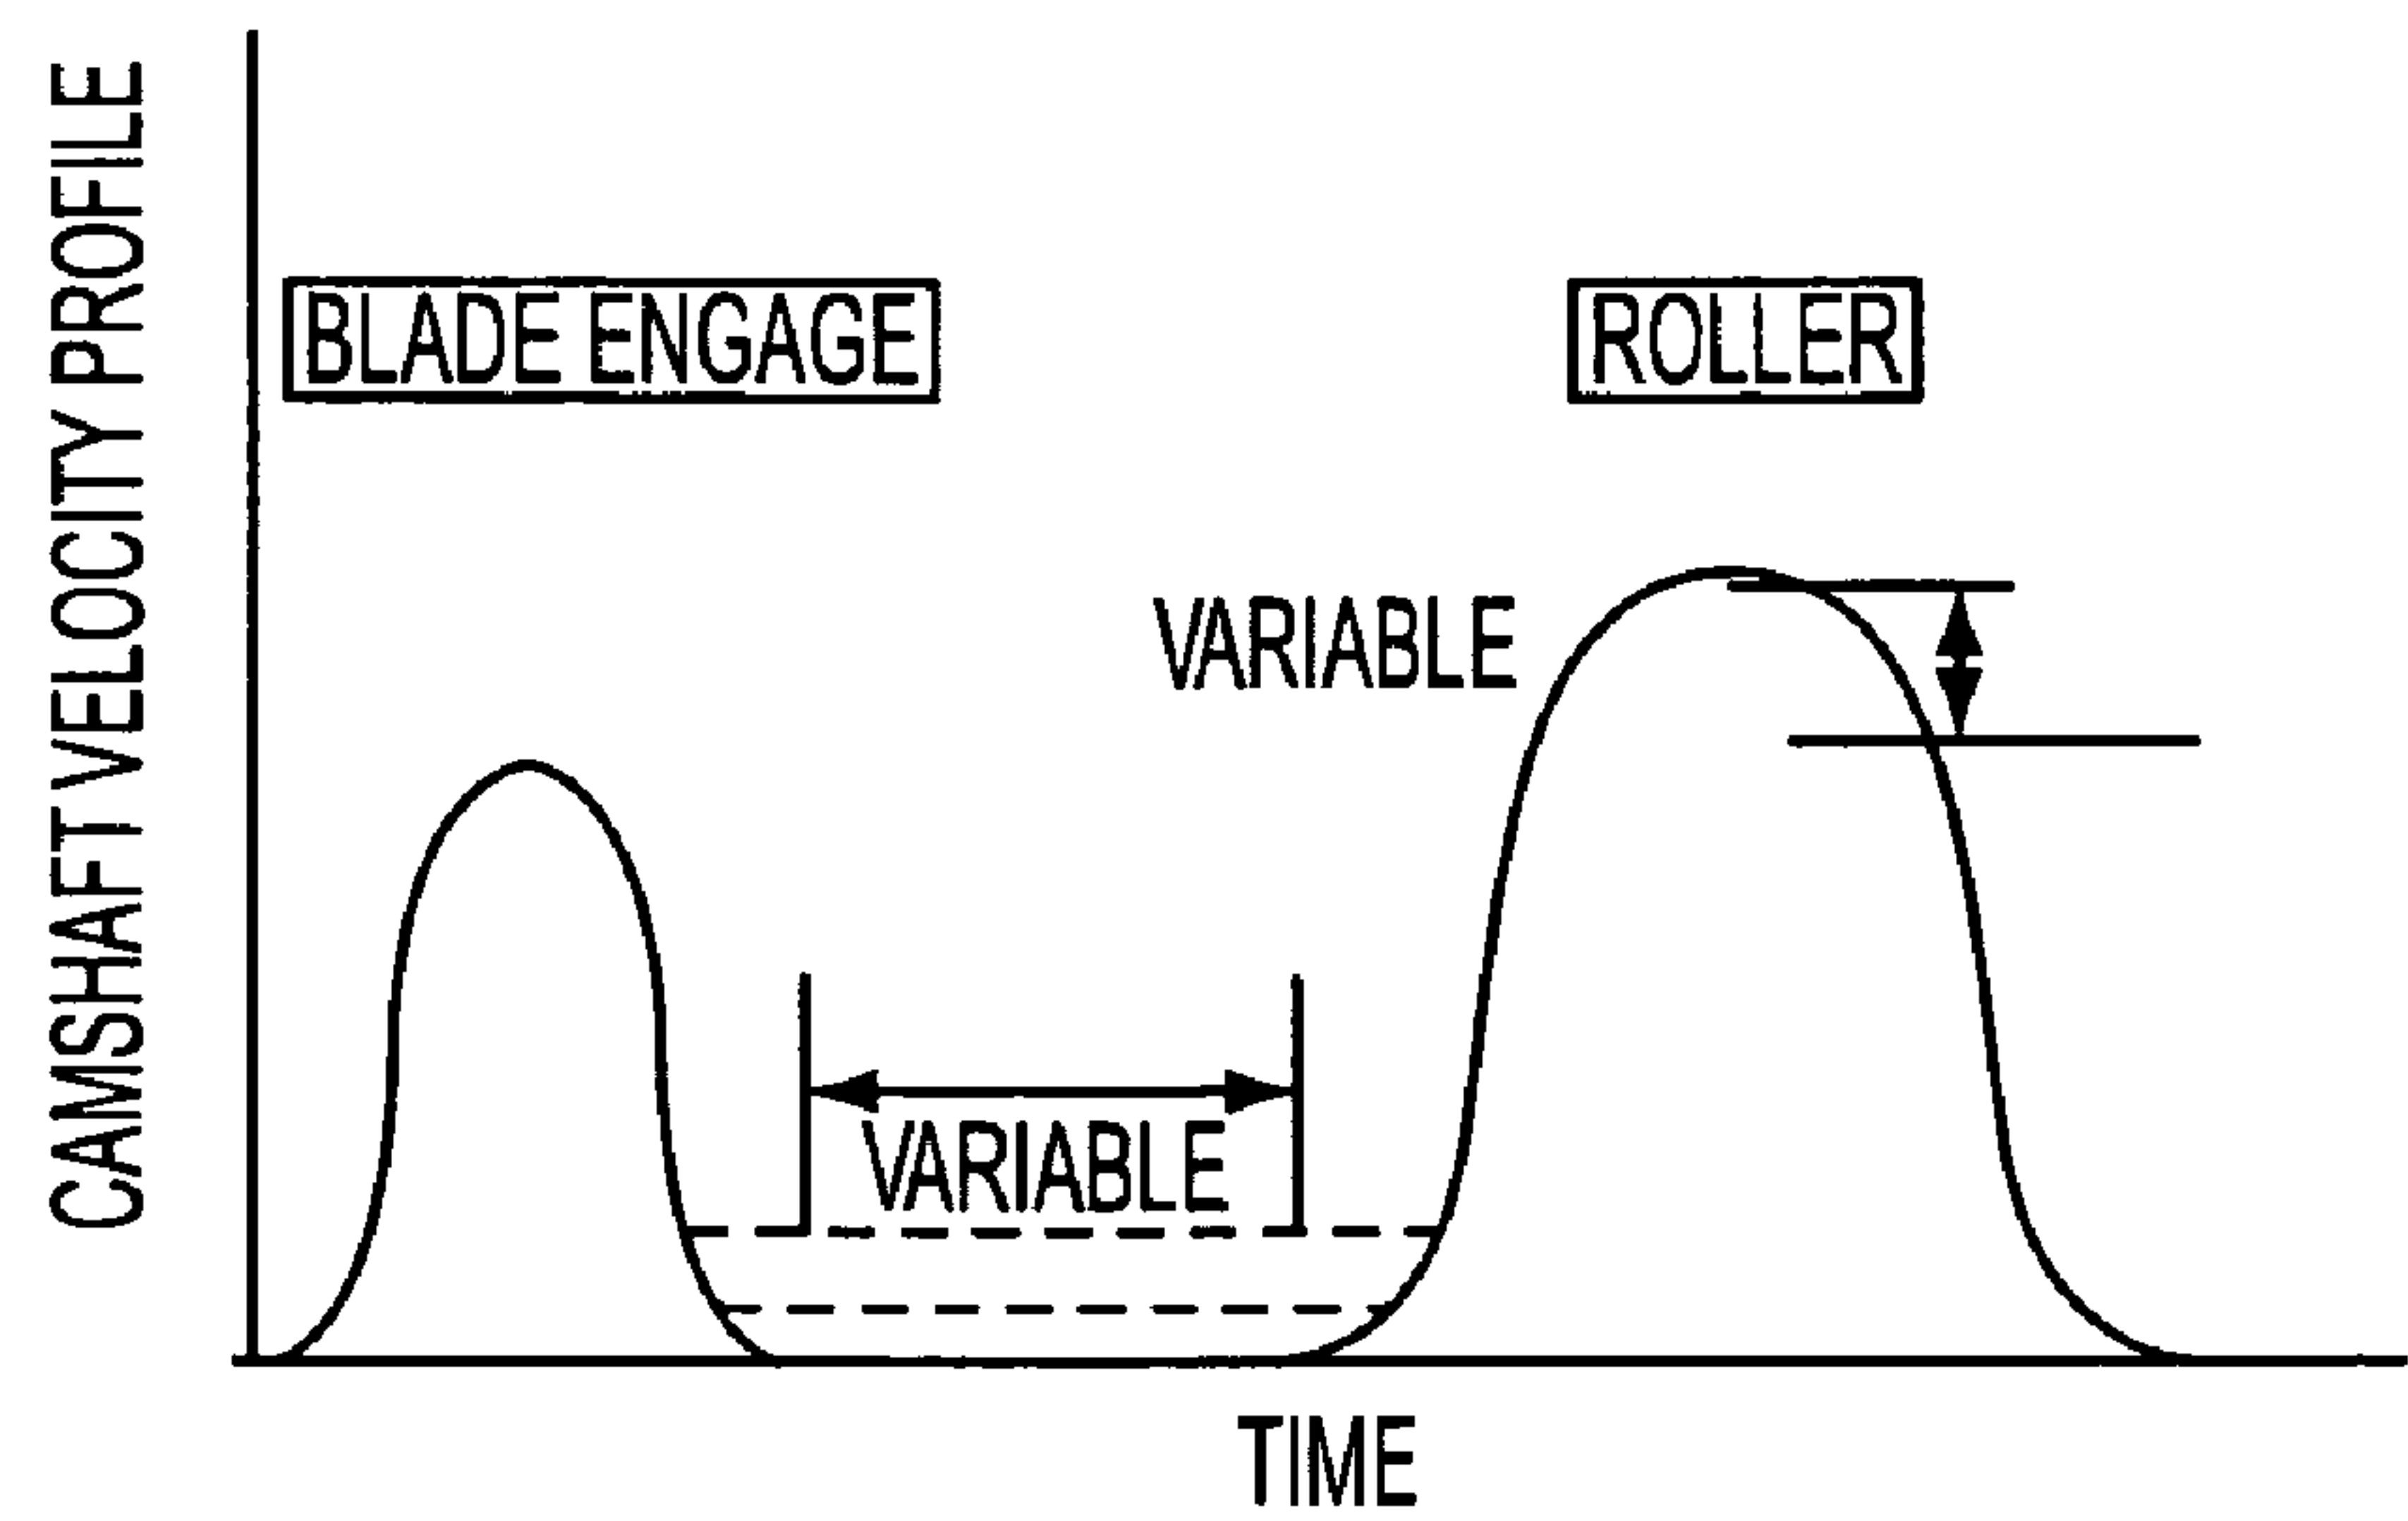 CAMSHAFT VELOCITY PROFILE
BLADE ENGAGE
ROLLER
VARIABLE
VARIABLE
TIME